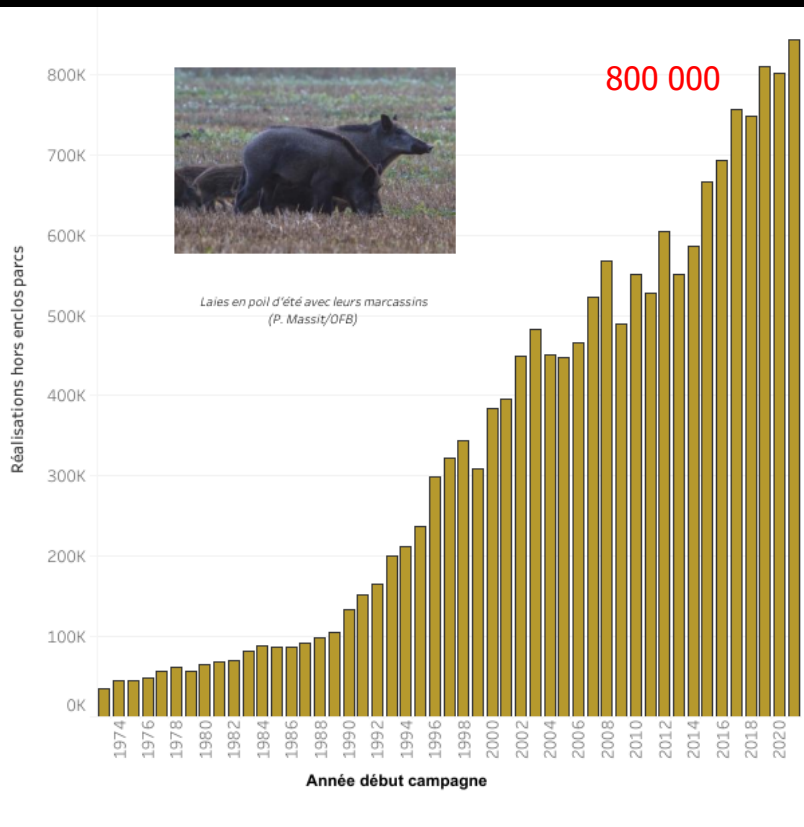 800 000
800K
700K
600K
500K
400K
300K
200K
100K
0K
Réalisations hors enclos parcs
Laies en poil d'été avec leurs marcassins
(P. Massit/OFB)
1974
1976
1978
1980
1982
1984
1986
1988
1990
1992
1994
1996
1998
2000
2002
2004
2006
2008
2010
2012
2014
2016
2018
2020
Année début campagne